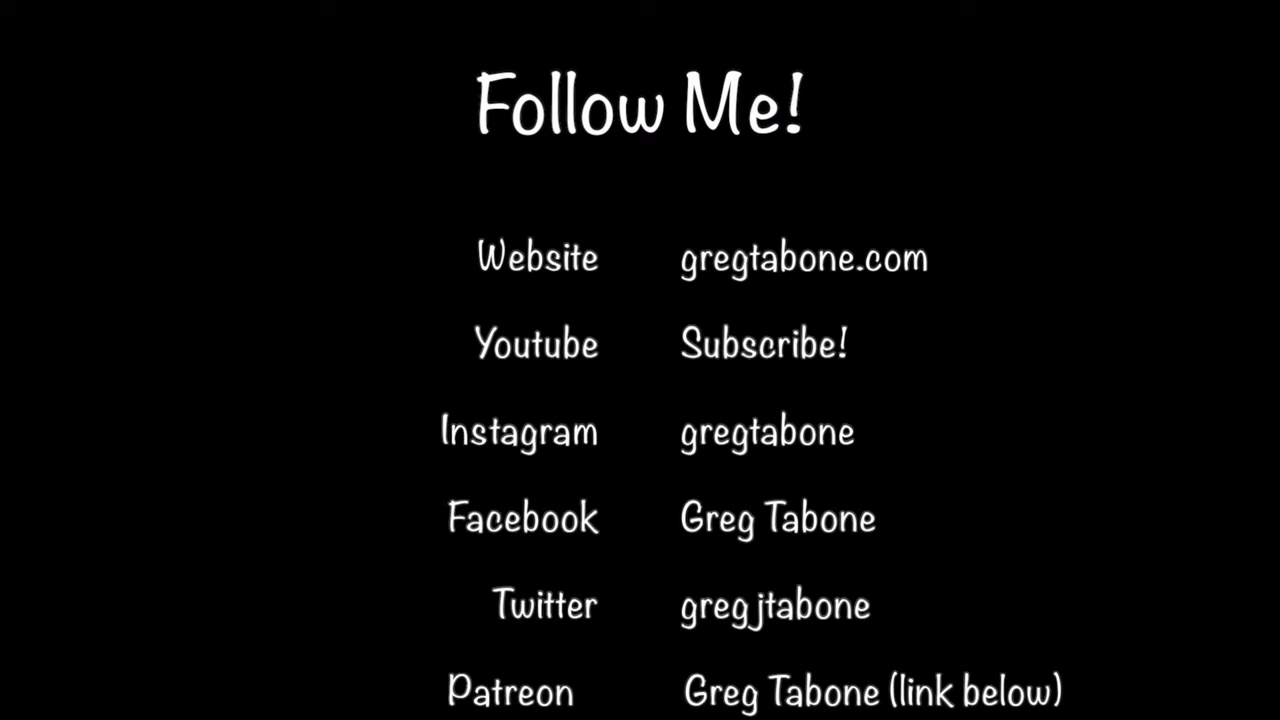 Follow Me!
Website gregtabone.com
Youtube Subscribe!
Instagram gregtabone
Facebook Greg Tabone
Twitter gregjtabone
Patreon Greg Tabone (link below)